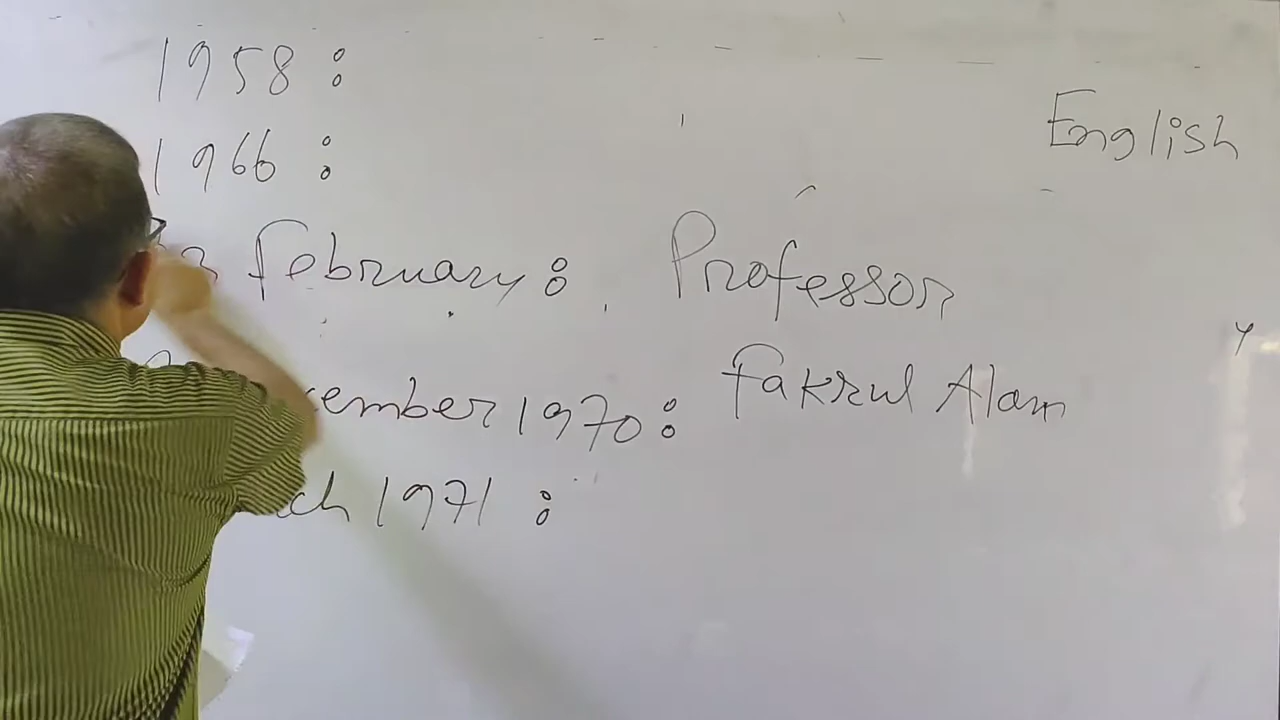 1958 :
1966 :
English
February :
Professor
1970 :
Fakrul Alam
1971 :